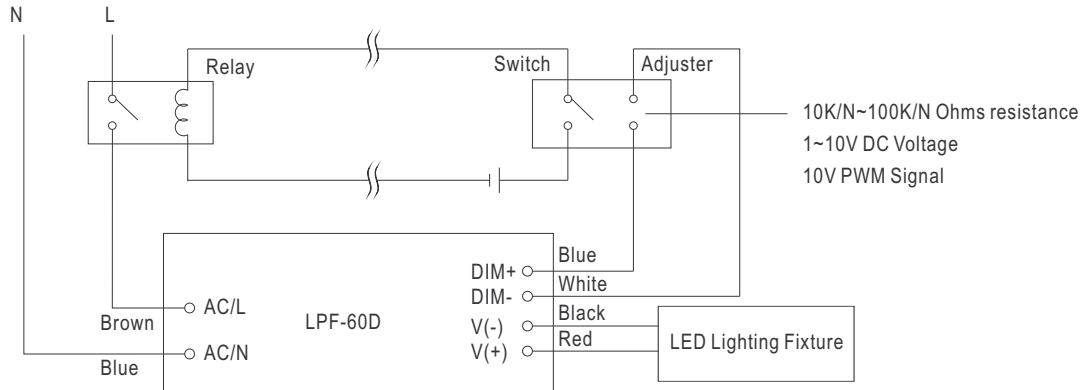 N L
Relay
Switch
Adjuster
10K/N~100K/N Ohms resistance
1~10V DC Voltage
10V PWM Signal
Blue
DIM+
White
DIM-
Black
V(-)
Red
V(+)
AC/L
Brown
LPF-60D
AC/N
Blue
LED Lighting Fixture